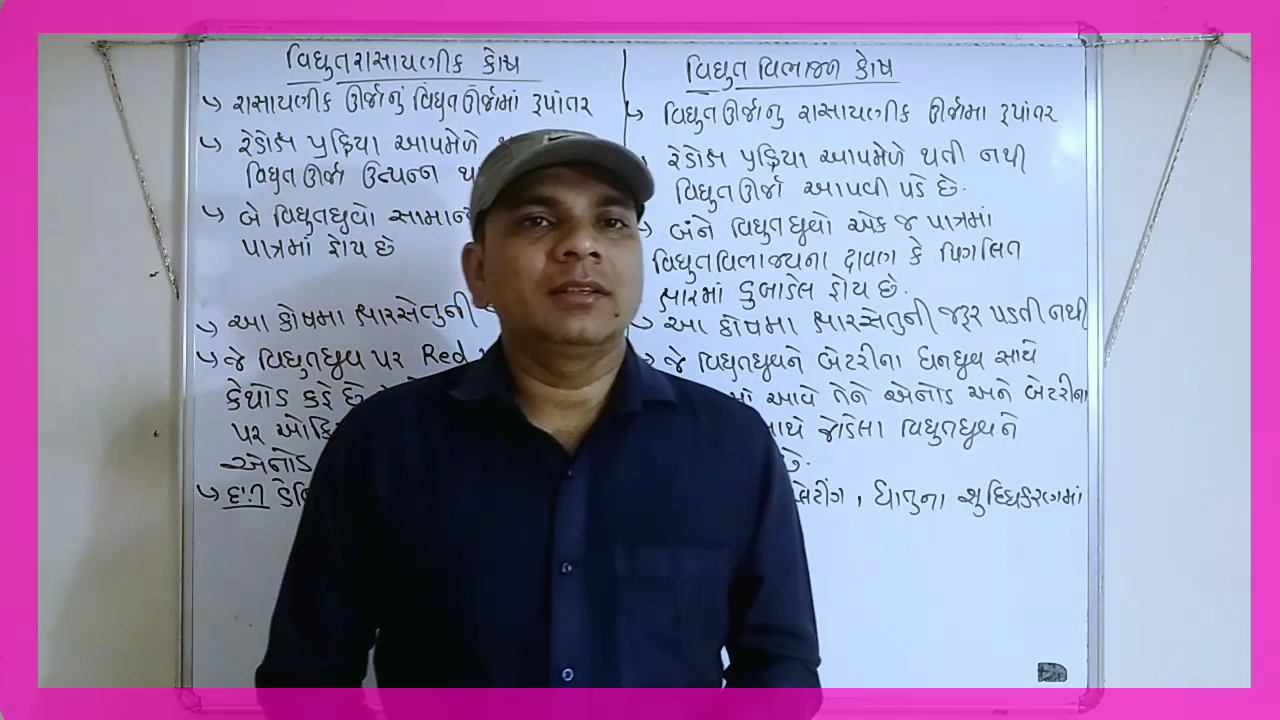 વિદ્યુતરાસાયણીક કોષ
રાસાયણીક ઊર્જાનું વિદ્યુતઊર્જામાં રૂપાંતર
રેડોક્ષ પ્રક્રિયા આપમેળે
વિદ્યુતઊર્જા ઉત્પન્ન
બે વિદ્યુતધ્રુવો
પાત્રમાં હોય છે
આ કોષમા ક્ષારસેતુની
જે વિદ્યુતધ્રુવ પર Red
કેથોડ કહે છે
પર
એનોડ
દા.ત
વિદ્યુત વિભાજન કોષ
વિદ્યુતઊર્જાનુ રાસાયણીક ઊર્જામા રૂપાંતર
રેડોક્ષ પ્રક્રિયા આપમેળે થતી નથી
વિદ્યુતઊર્જા આપવી પડે છે.
બંને વિદ્યુતધ્રુવો એક જ પાત્રમાં
વિદ્યુતવિભાજ્યના દ્રાવણ કે પિગલિત
ક્ષારમાં ડુબાડેલ હોય છે.
આ કોષમા ક્ષારસેતુની જરૂર પડતી નથી
જે વિદ્યુતધ્રુવને બેટરીના ધનધ્રુવ સાથે
આવે તેને એનોડ અને બેટરીના
જોડેલા વિદ્યુતધ્રુવને
છે.
, ધાતુના શુધ્ધિકરણમાં